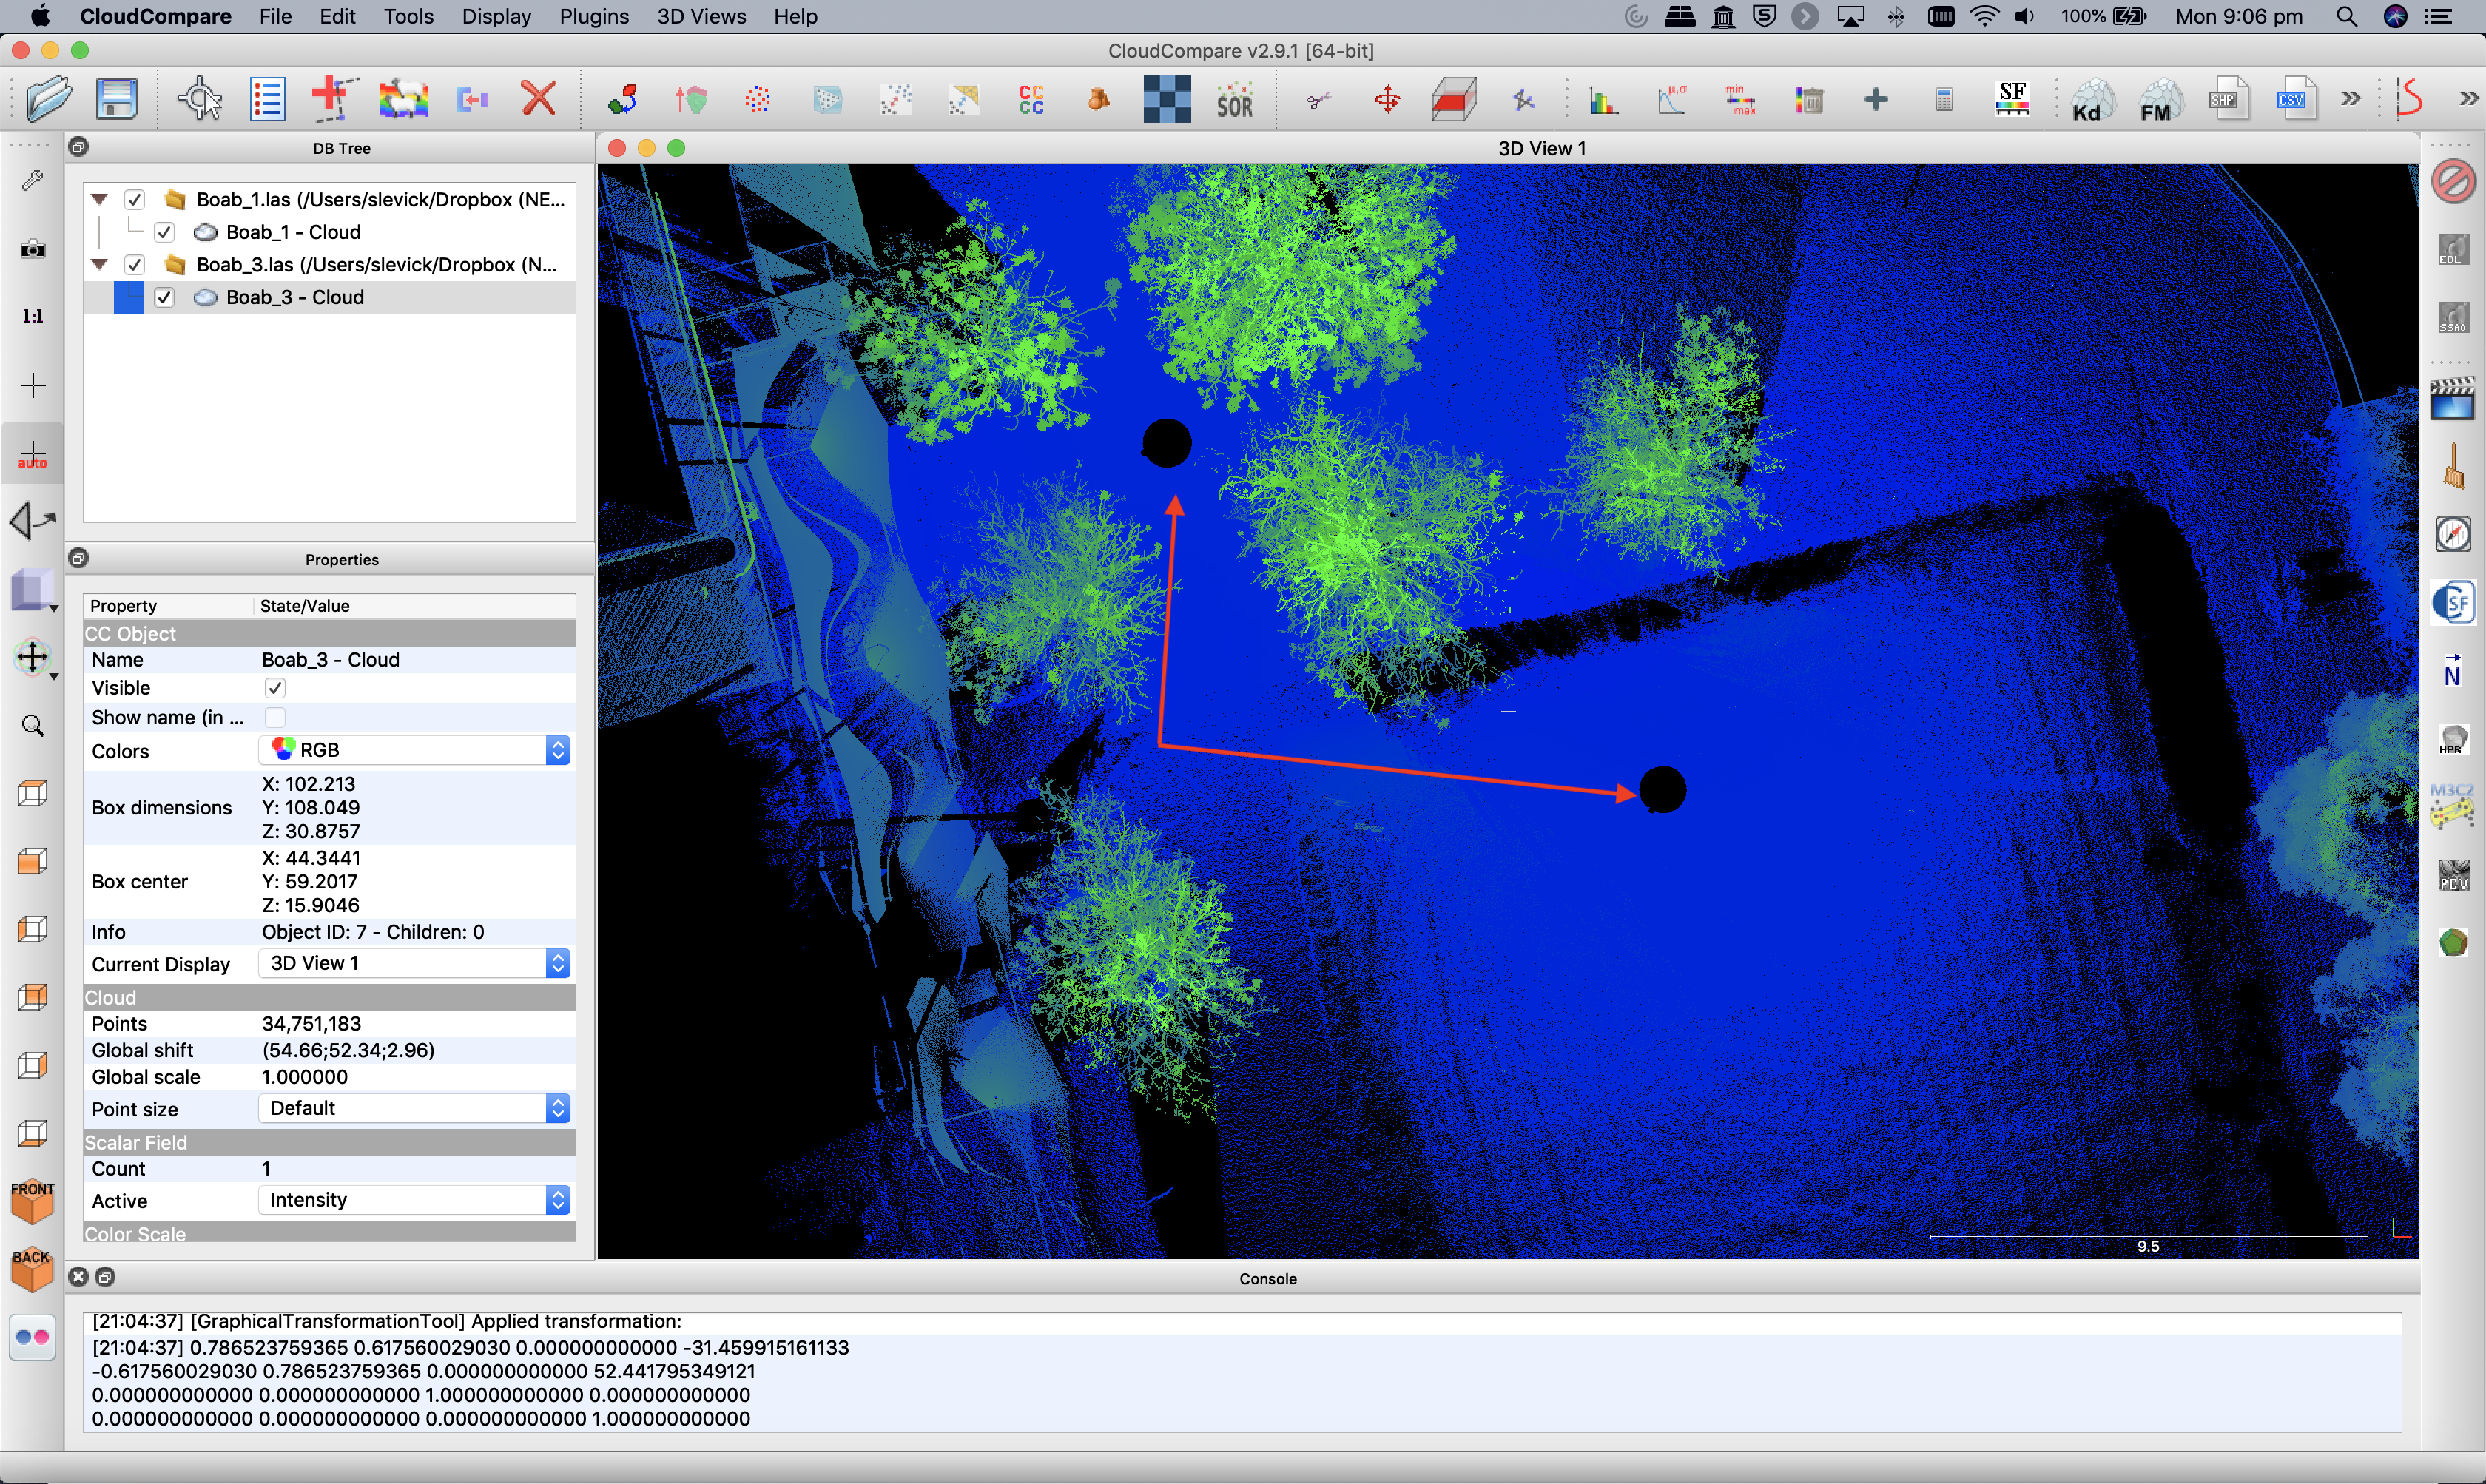 CloudCompare File Edit Tools Display Plugins 3D Views Help 100% Mon 9:06 pm
CloudCompare v2.9.1 [64-bit]
CC
CC
SOR
μ,σ
min
max
SF
Kd
FM
SHP
CSV
DB Tree
3D View 1
Boab_1.las (/Users/slevick/Dropbox (NE...
Boab_1 - Cloud
Boab_3.las (/Users/slevick/Dropbox (N...
Boab_3 - Cloud
1:1
auto
EDL
SSAO
Properties
Property State/Value
CC Object
Name Boab_3 - Cloud
Visible
Show name (in ...
Colors RGB
Box dimensions X: 102.213
Y: 108.049
Z: 30.8757
Box center X: 44.3441
Y: 59.2017
Z: 15.9046
Info Object ID: 7 - Children: 0
Current Display 3D View 1
Cloud
Points 34,751,183
Global shift (54.66;52.34;2.96)
Global scale 1.000000
Point size Default
Scalar Field
Count 1
Active Intensity
Color Scale
FRONT
BACK
CSF
N
HPR
M3C2
PCV
9.5
Console
[21:04:37] [GraphicalTransformationTool] Applied transformation:
[21:04:37] 0.786523759365 0.617560029030 0.000000000000 -31.459915161133
-0.617560029030 0.786523759365 0.000000000000 52.441795349121
0.000000000000 0.000000000000 1.000000000000 0.000000000000
0.000000000000 0.000000000000 0.000000000000 1.000000000000